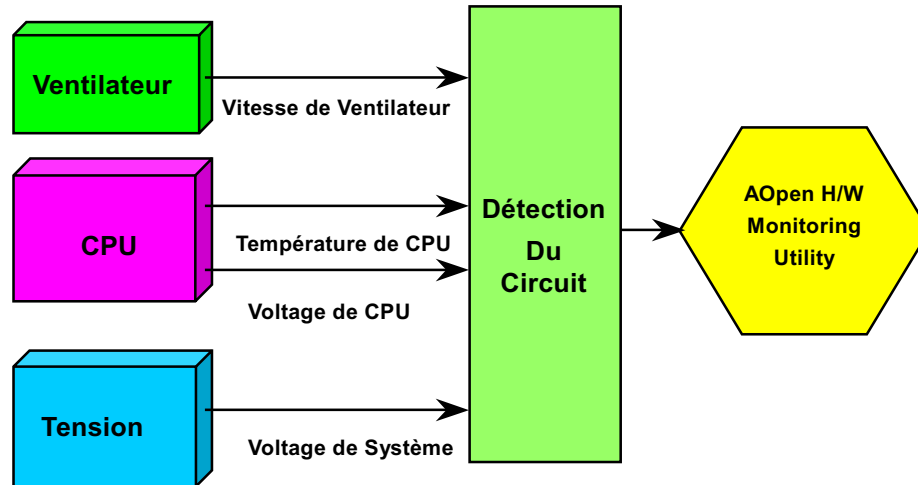 Ventilateur
Vitesse de Ventilateur
CPU
Température de CPU
Voltage de CPU
Tension
Voltage de Système
Détection
Du
Circuit
AOpen H/W
Monitoring
Utility